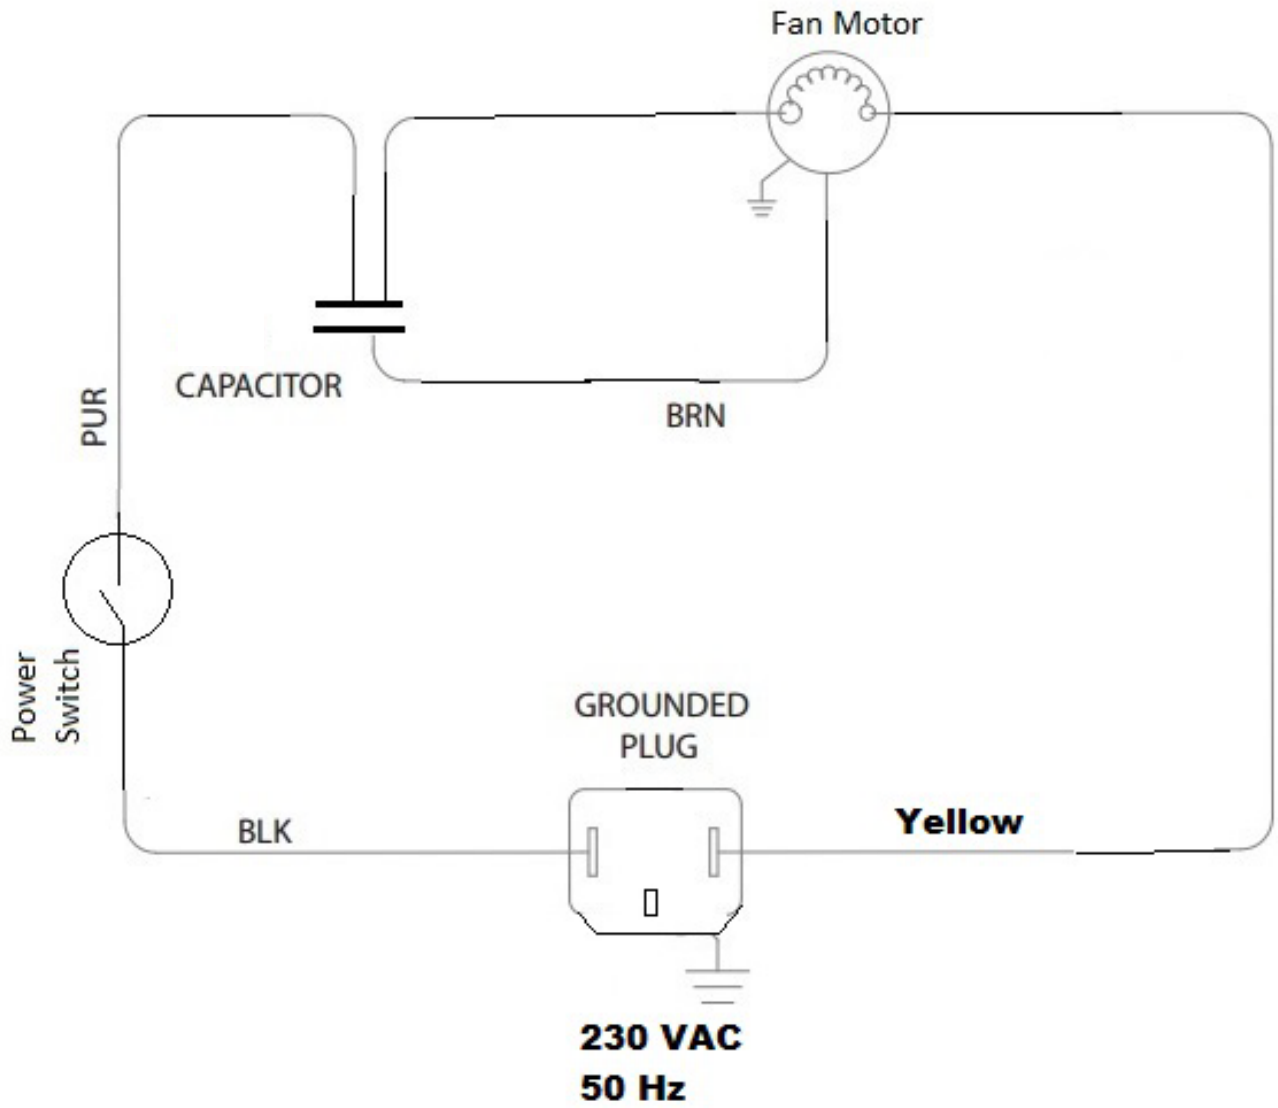 Fan Motor
CAPACITOR
PUR
BRN
Power
Switch
GROUNDED
PLUG
BLK
Yellow
230 VAC
50 Hz